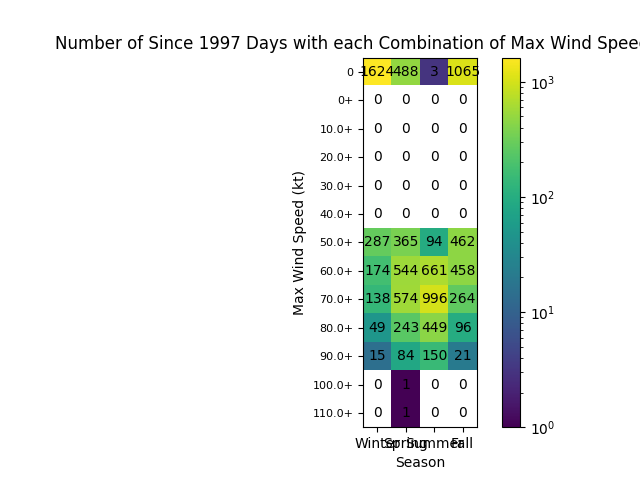 Number of Since 1997 Days with each Combination of Max Wind Spee
0 1624 488 3 1065
0+ 0 0 0 0
10.0+ 0 0 0 0
20.0+ 0 0 0 0
30.0+ 0 0 0 0
40.0+ 0 0 0 0
50.0+ 287 365 94 462
60.0+ 174 544 661 458
70.0+ 138 574 996 264
80.0+ 49 243 449 96
90.0+ 15 84 150 21
100.0+ 0 1 0 0
110.0+ 0 1 0 0
Winter Spring Summer Fall
Season
Max Wind Speed (kt)
10³
10²
10¹
10⁰